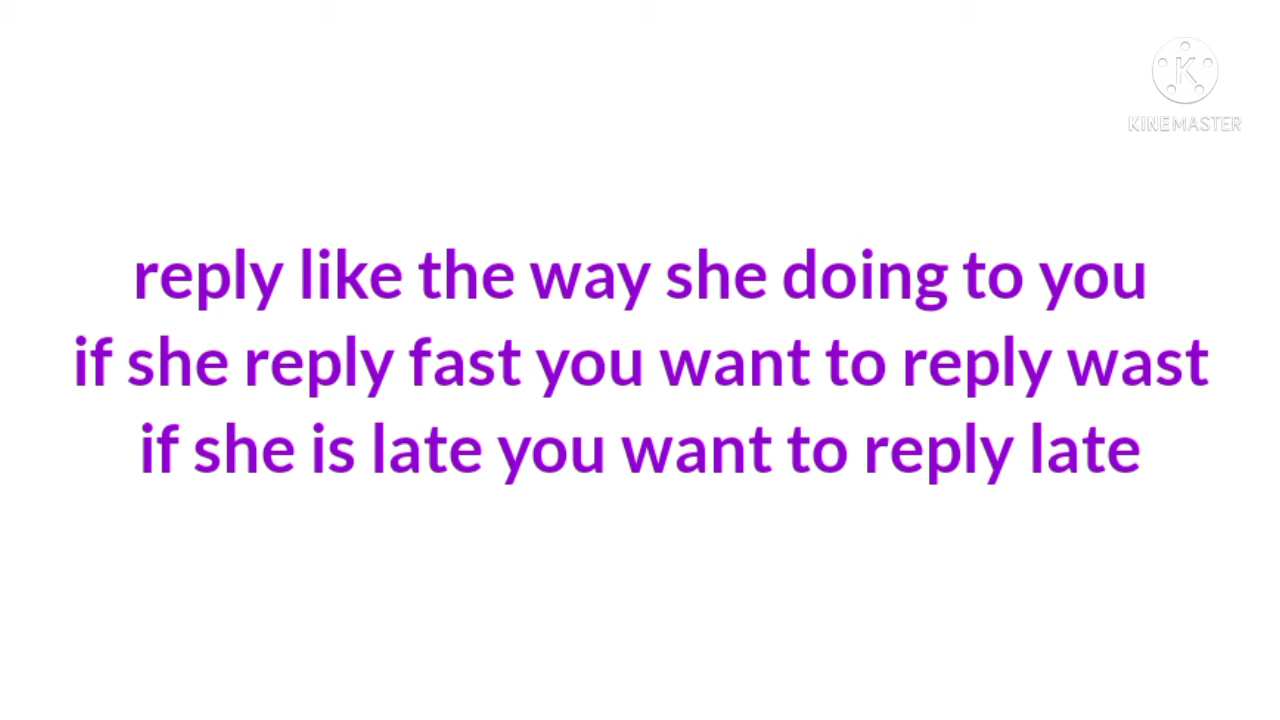 KINEMASTER
reply like the way she doing to you
if she reply fast you want to reply wast
if she is late you want to reply late